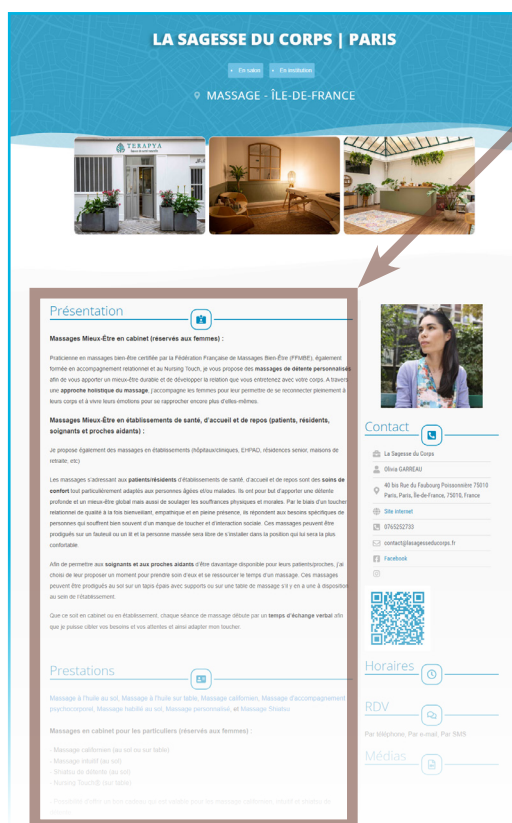 LA SAGESSE DU CORPS | PARIS
En salon
En institution
MASSAGE - ÎLE-DE-FRANCE
TERAPYA
Présentation
Massages Mieux-Être en cabinet (réservés aux femmes) :
Praticienne en massages bien-être certifiée par la Fédération Française de Massages Bien-Être (FFMBE), également
formée en accompagnement relationnel et au Nursing Touch, je vous propose des massages de détente personnalisés
afin de vous apporter un mieux-être durable et de développer la relation que vous entretenez avec votre corps. A travers
une approche holistique du massage, j'accompagne les femmes pour leur permettre de se reconnecter pleinement à
leurs corps et à vivre leurs émotions pour se rapprocher encore plus d'elles-mêmes.
Massages Mieux-Être en établissements de santé, d'accueil et de repos (patients, résidents,
soignants et proches aidants) :
Je propose également des massages en établissements (hôpitaux/cliniques, EHPAD, résidences senior, maisons de
retraite, etc)
Les massages s'adressant aux patients/résidents d'établissements de santé, d'accueil et de repos sont des soins de
confort tout particulièrement adaptés aux personnes âgées et/ou malades. Ils ont pour but d'apporter une détente
profonde et un mieux-être global mais aussi de soulager les souffrances physiques et morales. Par le biais d'un toucher
relationnel de qualité à la fois bienveillant, empathique et en pleine présence, ils répondent aux besoins spécifiques de
personnes qui souffrent bien souvent d'un manque de toucher et d'interaction sociale. Ces massages peuvent être
prodigués sur un fauteuil ou un lit et la personne massée sera libre de s'installer dans la position qui lui sera la plus
confortable.
Afin de permettre aux soignants et aux proches aidants d'être davantage disponible pour leurs patients/proches, j'ai
choisi de leur proposer un moment pour prendre soin d'eux et se ressourcer le temps d'un massage. Ces massages
peuvent être prodigués au sol sur un tapis épais avec supports ou sur une table de massage s'il y en a une à disposition
au sein de l'établissement.
Que ce soit en cabinet ou en établissement, chaque séance de massage débute par un temps d'échange verbal afin
que je puisse cibler vos besoins et vos attentes et ainsi adapter mon toucher.
Prestations
Massage à l'huile au sol, Massage à l'huile sur table, Massage californien, Massage d'accompagnement
psychocorporel, Massage habillé au sol, Massage personnalisé, et Massage Shiatsu
Massages en cabinet pour les particuliers (réservés aux femmes) :
- Massage californien (au sol ou sur table)
- Massage intuitif (au sol)
- Shiatsu de détente (au sol)
- Nursing Touch® (sur table)
Contact
La Sagesse du Corps
Olivia GARREAU
40 bis Rue du Faubourg Poissonnière 75010
Paris, Paris, Île-de-France, 75010, France
Site internet
0765252733
contact@lasagesseducorps.fr
Facebook
Horaires
RDV
Par téléphone, Par e-mail, Par SMS
Médias